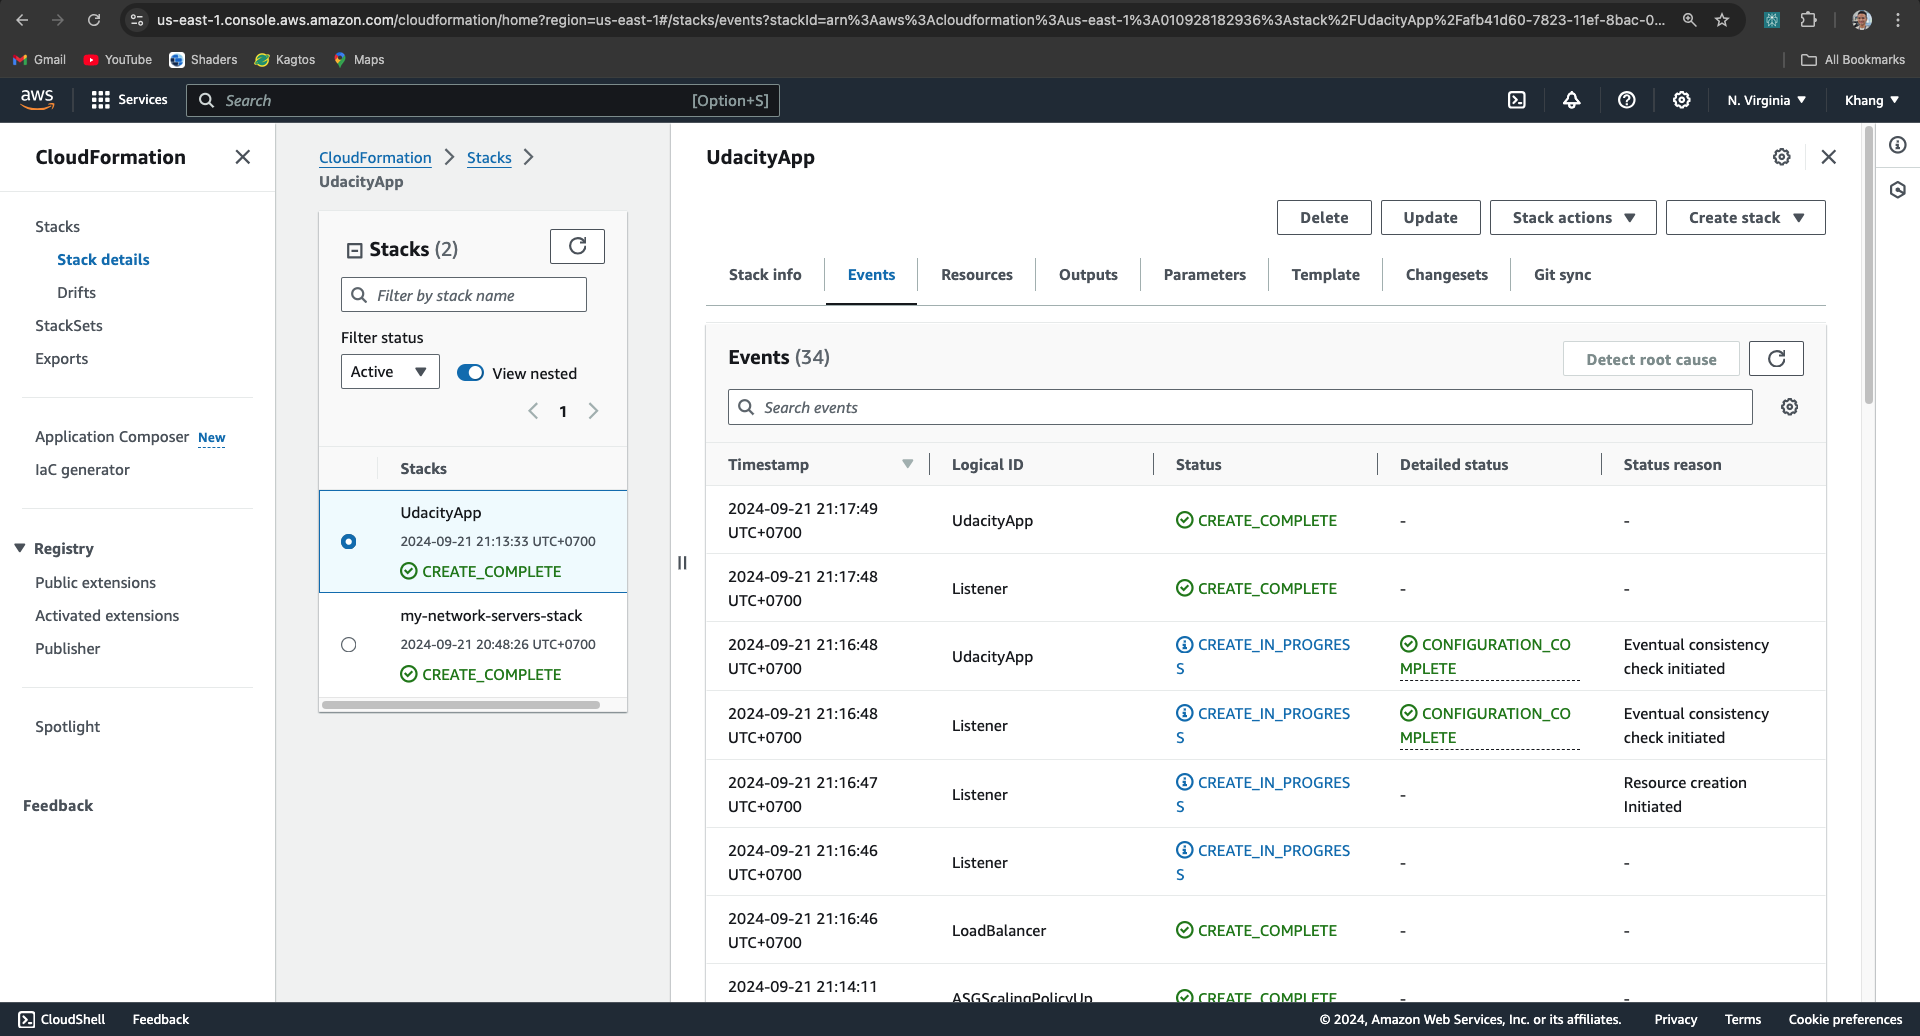 us-east-1.console.aws.amazon.com/cloudformation/home?region=us-east-1#/stacks/events?stackId=arn%3Aaws%3Acloudformation%3Aus-east-1%3A010928182936%3Astack%2FUdacityApp%2Fafb41d60-7823-11ef-8bac-0...
Gmail YouTube Shaders Kagtos Maps All Bookmarks
aws Services Search [Option+S] N. Virginia Khang
CloudFormation
Stacks
Stack details
Drifts
StackSets
Exports
Application Composer New
IaC generator
Registry
Public extensions
Activated extensions
Publisher
Spotlight
Feedback
CloudFormation Stacks
UdacityApp
Stacks (2)
Filter by stack name
Filter status
Active View nested
1
Stacks
UdacityApp
2024-09-21 21:13:33 UTC+0700
CREATE_COMPLETE
my-network-servers-stack
2024-09-21 20:48:26 UTC+0700
CREATE_COMPLETE
UdacityApp
Delete Update Stack actions Create stack
Stack info Events Resources Outputs Parameters Template Changesets Git sync
Events (34)
Detect root cause
Search events
Timestamp Logical ID Status Detailed status Status reason
2024-09-21 21:17:49
UTC+0700
UdacityApp
CREATE_COMPLETE
-
-
2024-09-21 21:17:48
UTC+0700
Listener
CREATE_COMPLETE
-
-
2024-09-21 21:16:48
UTC+0700
UdacityApp
CREATE_IN_PROGRES
S
CONFIGURATION_CO
MPLETE
Eventual consistency
check initiated
2024-09-21 21:16:48
UTC+0700
Listener
CREATE_IN_PROGRES
S
CONFIGURATION_CO
MPLETE
Eventual consistency
check initiated
2024-09-21 21:16:47
UTC+0700
Listener
CREATE_IN_PROGRES
S
-
Resource creation
Initiated
2024-09-21 21:16:46
UTC+0700
Listener
CREATE_IN_PROGRES
S
-
-
2024-09-21 21:16:46
UTC+0700
LoadBalancer
CREATE_COMPLETE
-
-
2024-09-21 21:14:11
ASGScalingPolicyUp
CREATE_COMPLETE
-
-
CloudShell Feedback © 2024, Amazon Web Services, Inc. or its affiliates. Privacy Terms Cookie preferences